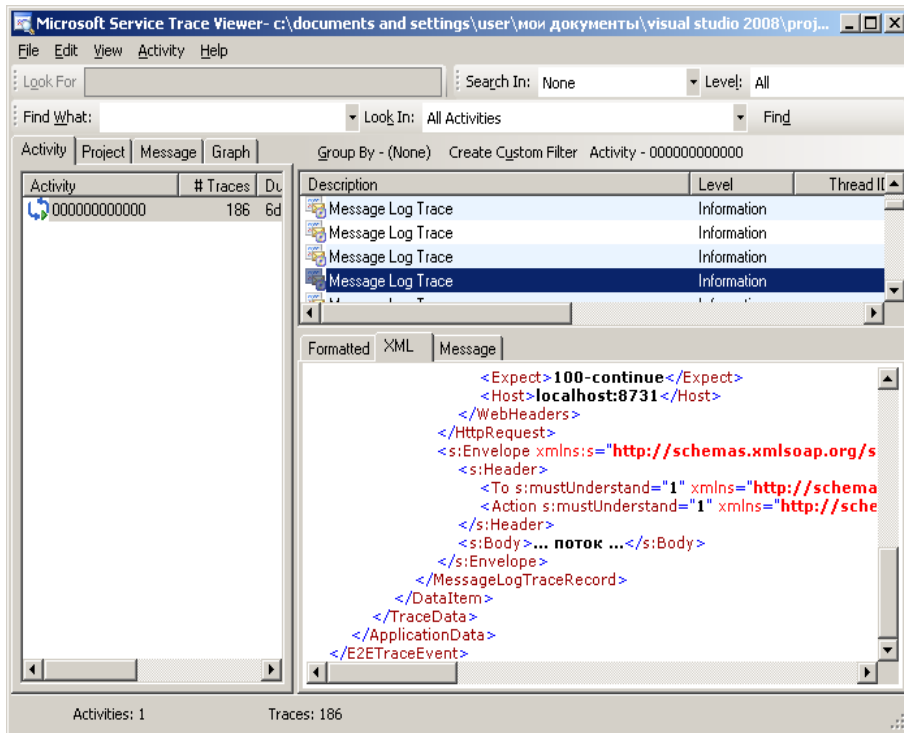 Microsoft Service Trace Viewer- c:\documents and settings\user\мои документы\visual studio 2008\proj...
File Edit View Activity Help
Look For Search In: None Level: All
Find What: Look In: All Activities Find
Activity Project Message Graph
Activity # Traces Du
000000000000 186 6d
Group By - (None) Create Custom Filter Activity - 000000000000
Description Level Thread ID
Message Log Trace Information
Message Log Trace Information
Message Log Trace Information
Message Log Trace Information
Formatted XML Message
<Expect>100-continue</Expect>
<Host>localhost:8731</Host>
</WebHeaders>
</HttpRequest>
<s:Envelope xmlns:s="http://schemas.xmlsoap.org/s
<s:Header>
<To s:mustUnderstand="1" xmlns="http://schema
<Action s:mustUnderstand="1" xmlns="http://sche
</s:Header>
<s:Body>... поток ...</s:Body>
</s:Envelope>
</MessageLogTraceRecord>
</DataItem>
</TraceData>
</ApplicationData>
</E2ETraceEvent>
Activities: 1 Traces: 186